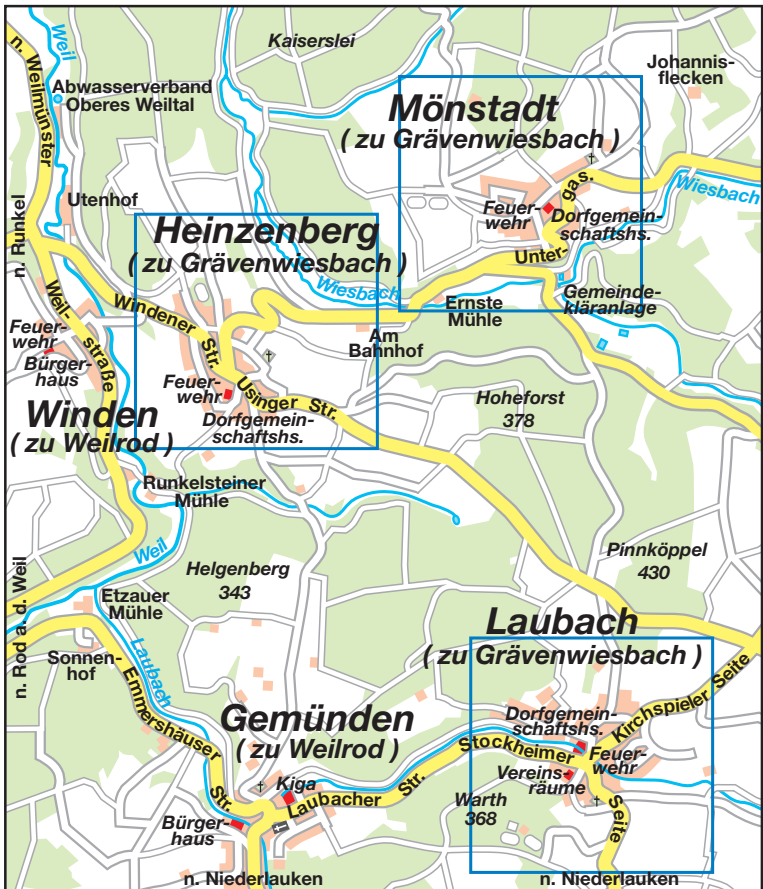 Weil
n. Weilmünster
Kaiserslei
Johannis-
flecken
Abwasserverband
Oberes Weiltal
Mönstadt
( zu Grävenwiesbach )
Wiesbach
gas.
Utenhof
Feuer-
wehr
Dorfgemein-
schaftshs.
Unter-
n. Runkel
Heinzenberg
( zu Grävenwiesbach )
Wiesbach
Ernste
Mühle
Gemeinde-
kläranlage
Windener
Str.
Weil-
straße
Feuer-
wehr
Bürger-
haus
Am
Bahnhof
Feuer-
wehr
Usinger Str.
Dorfgemein-
schaftshs.
Hoheforst
378
Winden
( zu Weilrod )
Runkelsteiner
Mühle
Weil
Helgenberg
343
Pinnköppel
430
n. Rod a. d. Weil
Etzauer
Mühle
Laubach
Laubach
( zu Grävenwiesbach )
Sonnen-
hof
Emmershäuser
Str.
Gemünden
( zu Weilrod )
Dorfgemein-
schaftshs.
Kirchspieler Seite
Stockheimer
Str.
Feuer-
wehr
Vereins-
räume
Seite
Kiga
Laubacher
Warth
368
Bürger-
haus
n. Niederlauken
n. Niederlauken